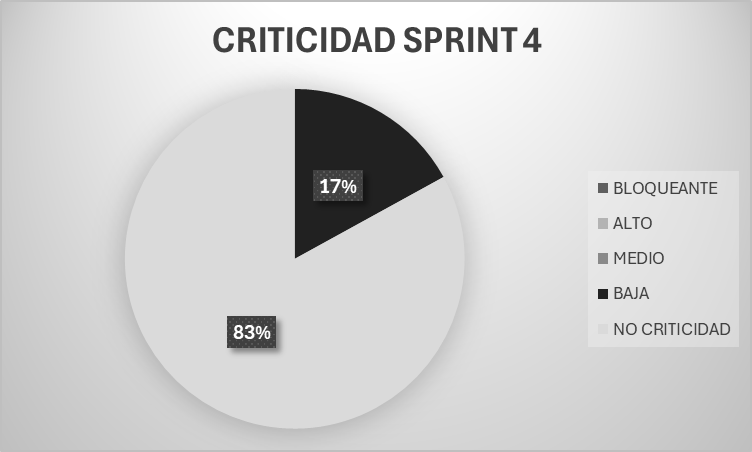 CRITICIDAD SPRINT 4
17%
83%
BLOQUEANTE
ALTO
MEDIO
BAJA
NO CRITICIDAD